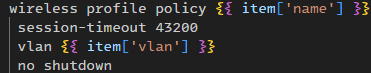 wireless profile policy {{ item['name'] }}
 session-timeout 43200
 vlan {{ item['vlan'] }}
 no shutdown